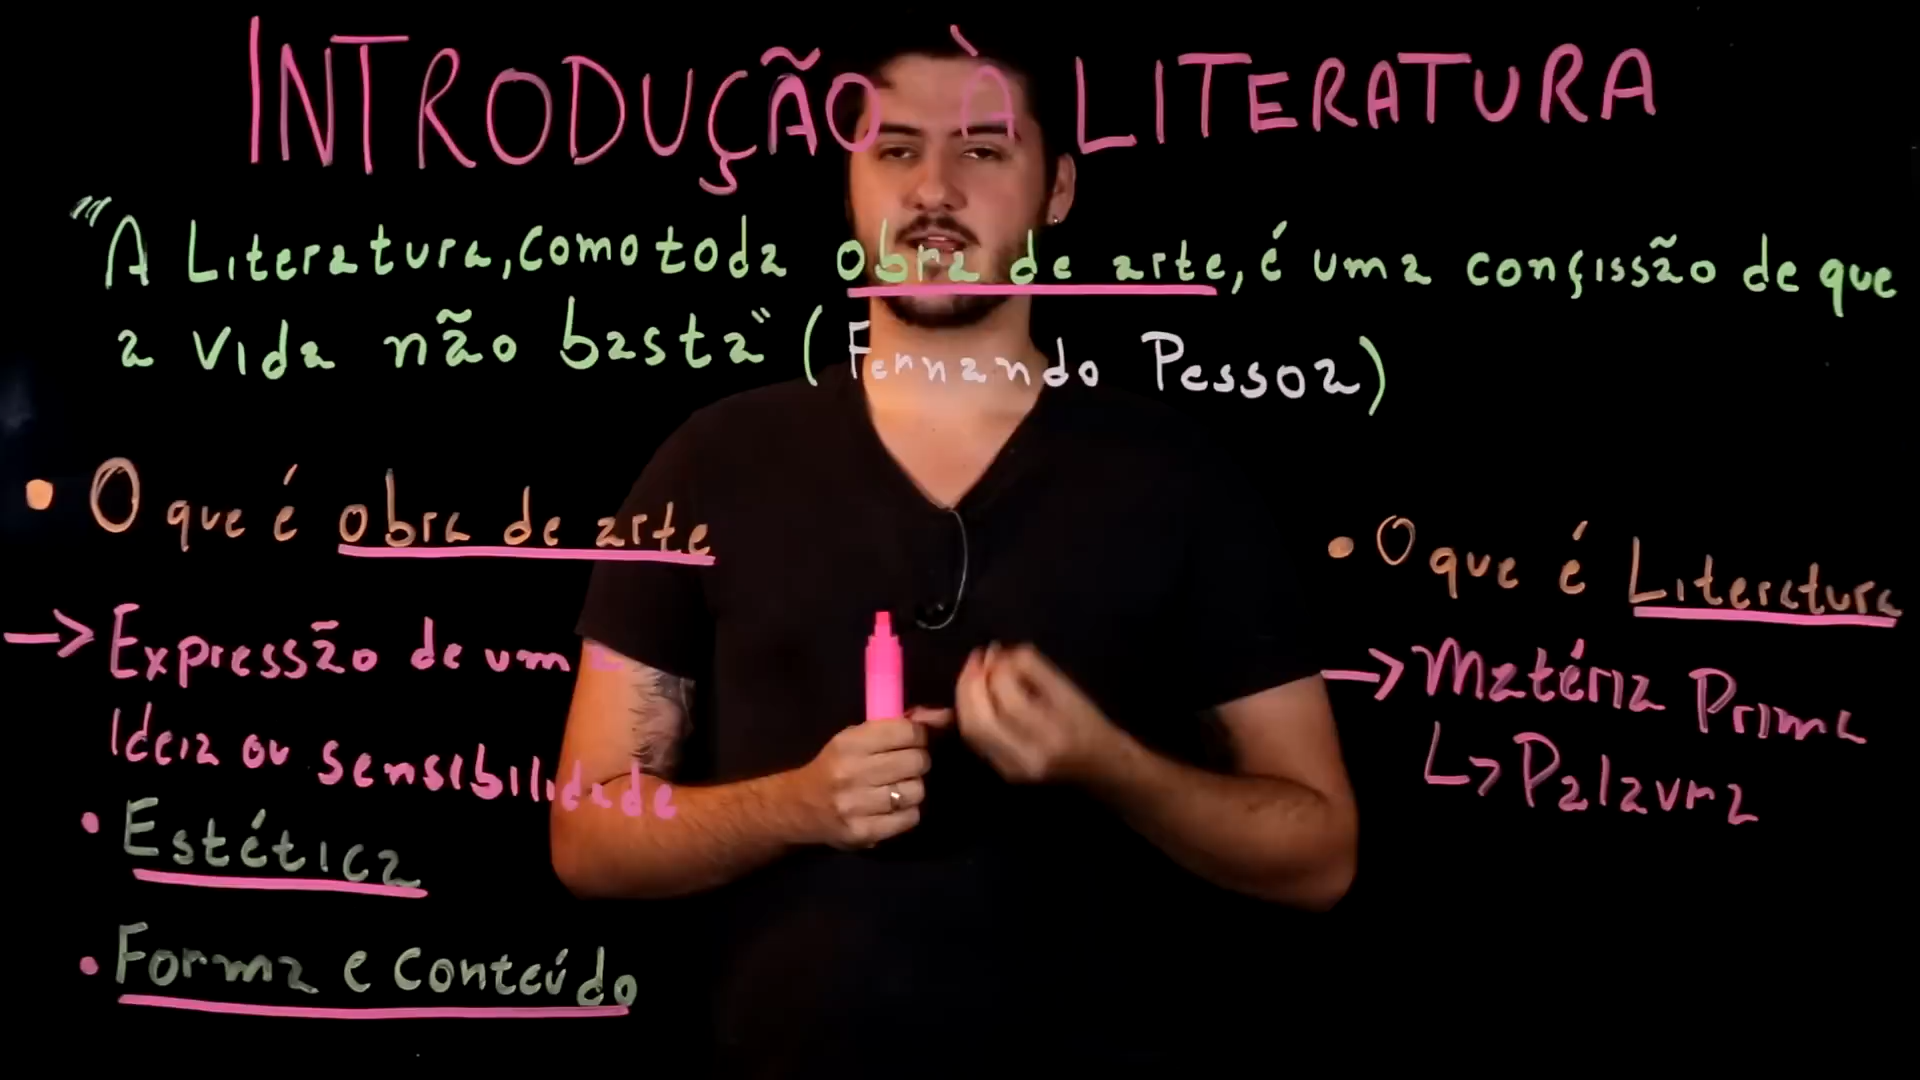 INTRODUÇÃO À LITERATURA
"A Literatura, como toda obra de arte, é uma confissão de que
a vida não basta" (Fernando Pessoa)
• O que é obra de arte
→ Expressão de uma
Ideia ou sensibilidade
• Estética
• Forma e Conteúdo
• O que é Literatura
→ Matéria Prima
↳ Palavra